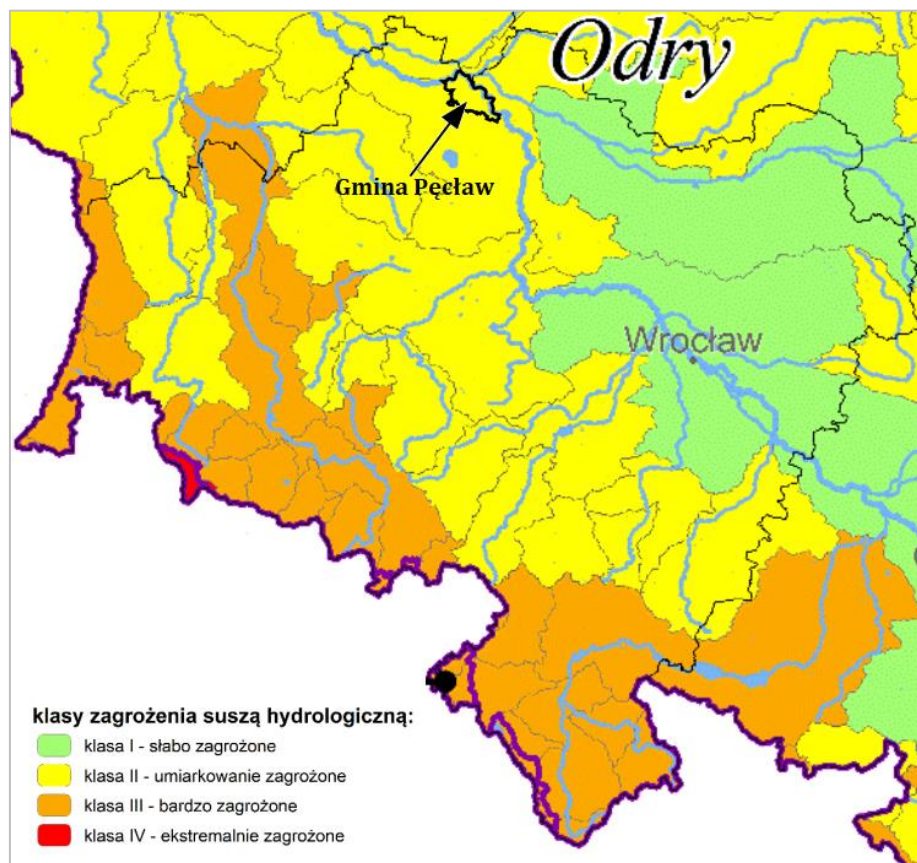 Odry
Gmina Pęcław
Wrocław
klasy zagrożenia suszą hydrologiczną:
klasa I - słabo zagrożone
klasa II - umiarkowanie zagrożone
klasa III - bardzo zagrożone
klasa IV - ekstremalnie zagrożone